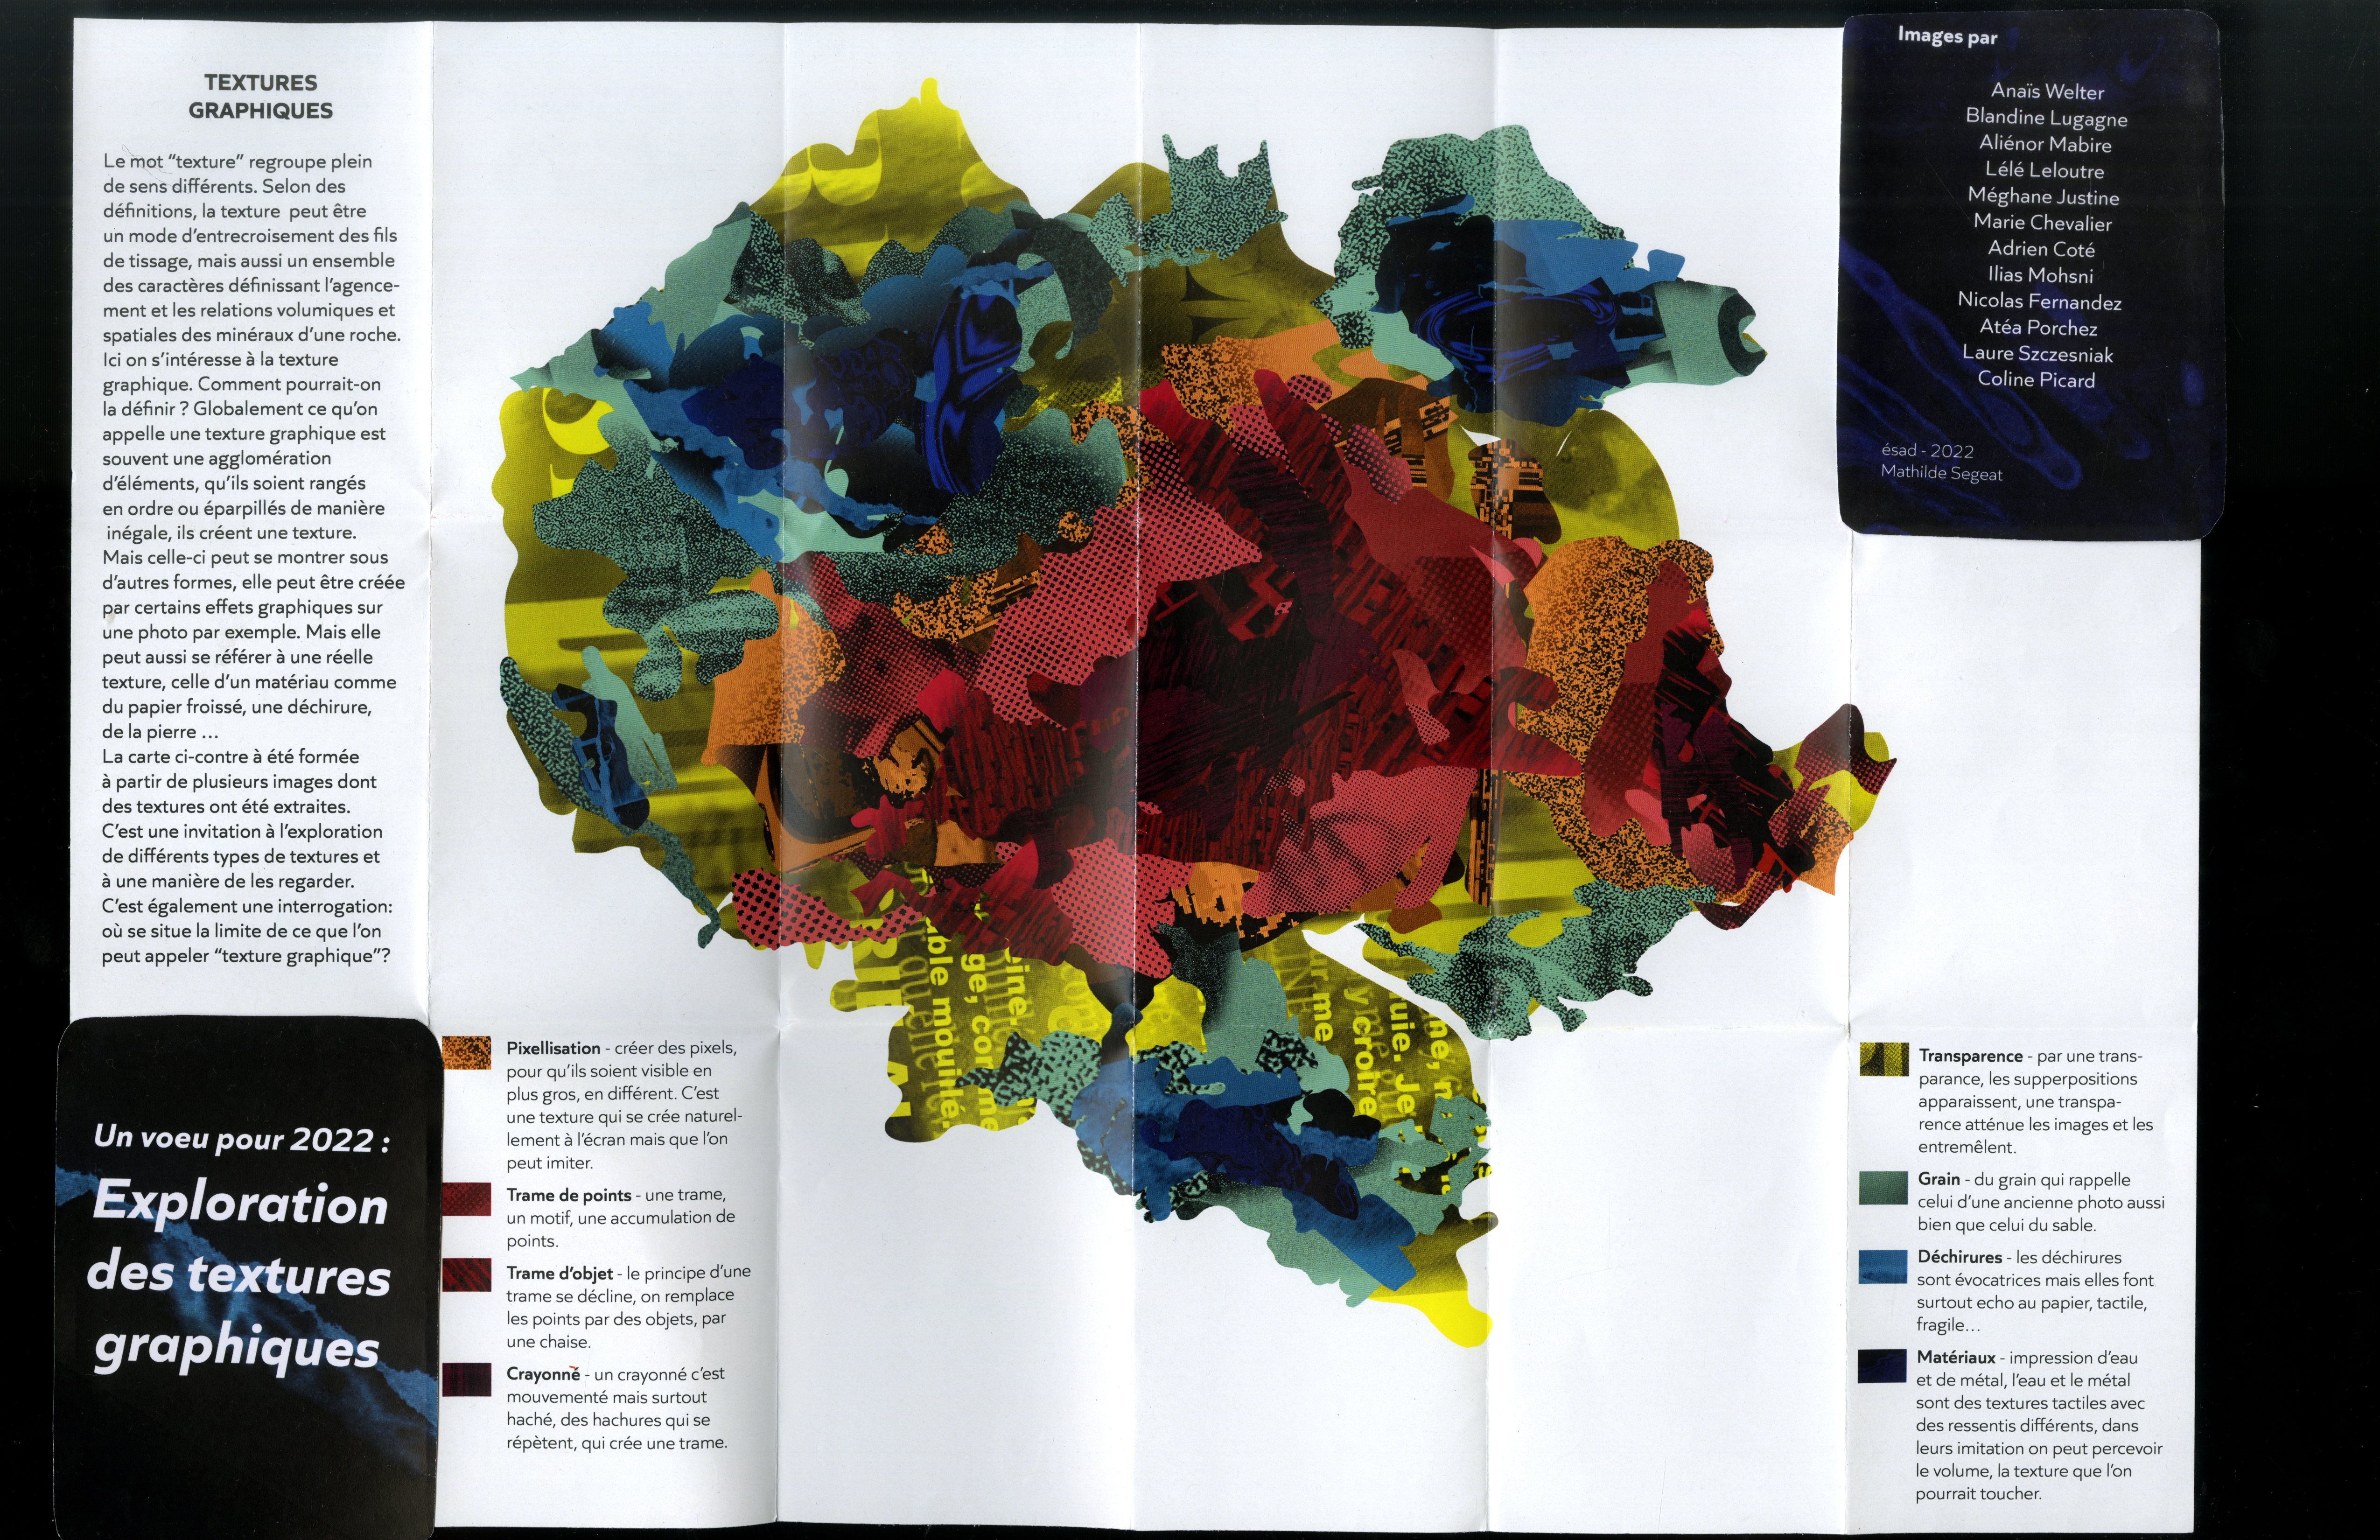 TEXTURES
GRAPHIQUES
Le mot “texture” regroupe plein
de sens différents. Selon des
définitions, la texture peut être
un mode d’entrecroisement des fils
de tissage, mais aussi un ensemble
des caractères définissant l’agence-
ment et les relations volumiques et
spatiales des minéraux d’une roche.
Ici on s’intéresse à la texture
graphique. Comment pourrait-on
la définir ? Globalement ce qu’on
appelle une texture graphique est
souvent une agglomération
d’éléments, qu’ils soient rangés
en ordre ou éparpillés de manière
inégale, ils créent une texture.
Mais celle-ci peut se montrer sous
d’autres formes, elle peut être créée
par certains effets graphiques sur
une photo par exemple. Mais elle
peut aussi se référer à une réelle
texture, celle d’un matériau comme
du papier froissé, une déchirure,
de la pierre ...
La carte ci-contre à été formée
à partir de plusieurs images dont
des textures ont été extraites.
C’est une invitation à l’exploration
de différents types de textures et
à une manière de les regarder.
C’est également une interrogation:
où se situe la limite de ce que l’on
peut appeler “texture graphique”?
Un voeu pour 2022 :
Exploration
des textures
graphiques
Pixellisation - créer des pixels,
pour qu’ils soient visible en
plus gros, en différent. C’est
une texture qui se crée naturel-
lement à l’écran mais que l’on
peut imiter.
Trame de points - une trame,
un motif, une accumulation de
points.
Trame d’objet - le principe d’une
trame se décline, on remplace
les points par des objets, par
une chaise.
Crayonné - un crayonné c’est
mouvementé mais surtout
haché, des hachures qui se
répètent, qui crée une trame.
ble mouillé.
ge, com
me
ciné.
ur me
y croire
uie. Je
Images par
Anaïs Welter
Blandine Lugagne
Aliénor Mabire
Lélé Leloutre
Méghane Justine
Marie Chevalier
Adrien Coté
Ilias Mohsni
Nicolas Fernandez
Atéa Porchez
Laure Szczesniak
Coline Picard
ésad - 2022
Mathilde Segeat
Transparence - par une trans-
parance, les supperpositions
apparaissent, une transpa-
rence atténue les images et les
entremêlent.
Grain - du grain qui rappelle
celui d’une ancienne photo aussi
bien que celui du sable.
Déchirures - les déchirures
sont évocatrices mais elles font
surtout echo au papier, tactile,
fragile...
Matériaux - impression d’eau
et de métal, l’eau et le métal
sont des textures tactiles avec
des ressentis différents, dans
leurs imitation on peut percevoir
le volume, la texture que l’on
pourrait toucher.